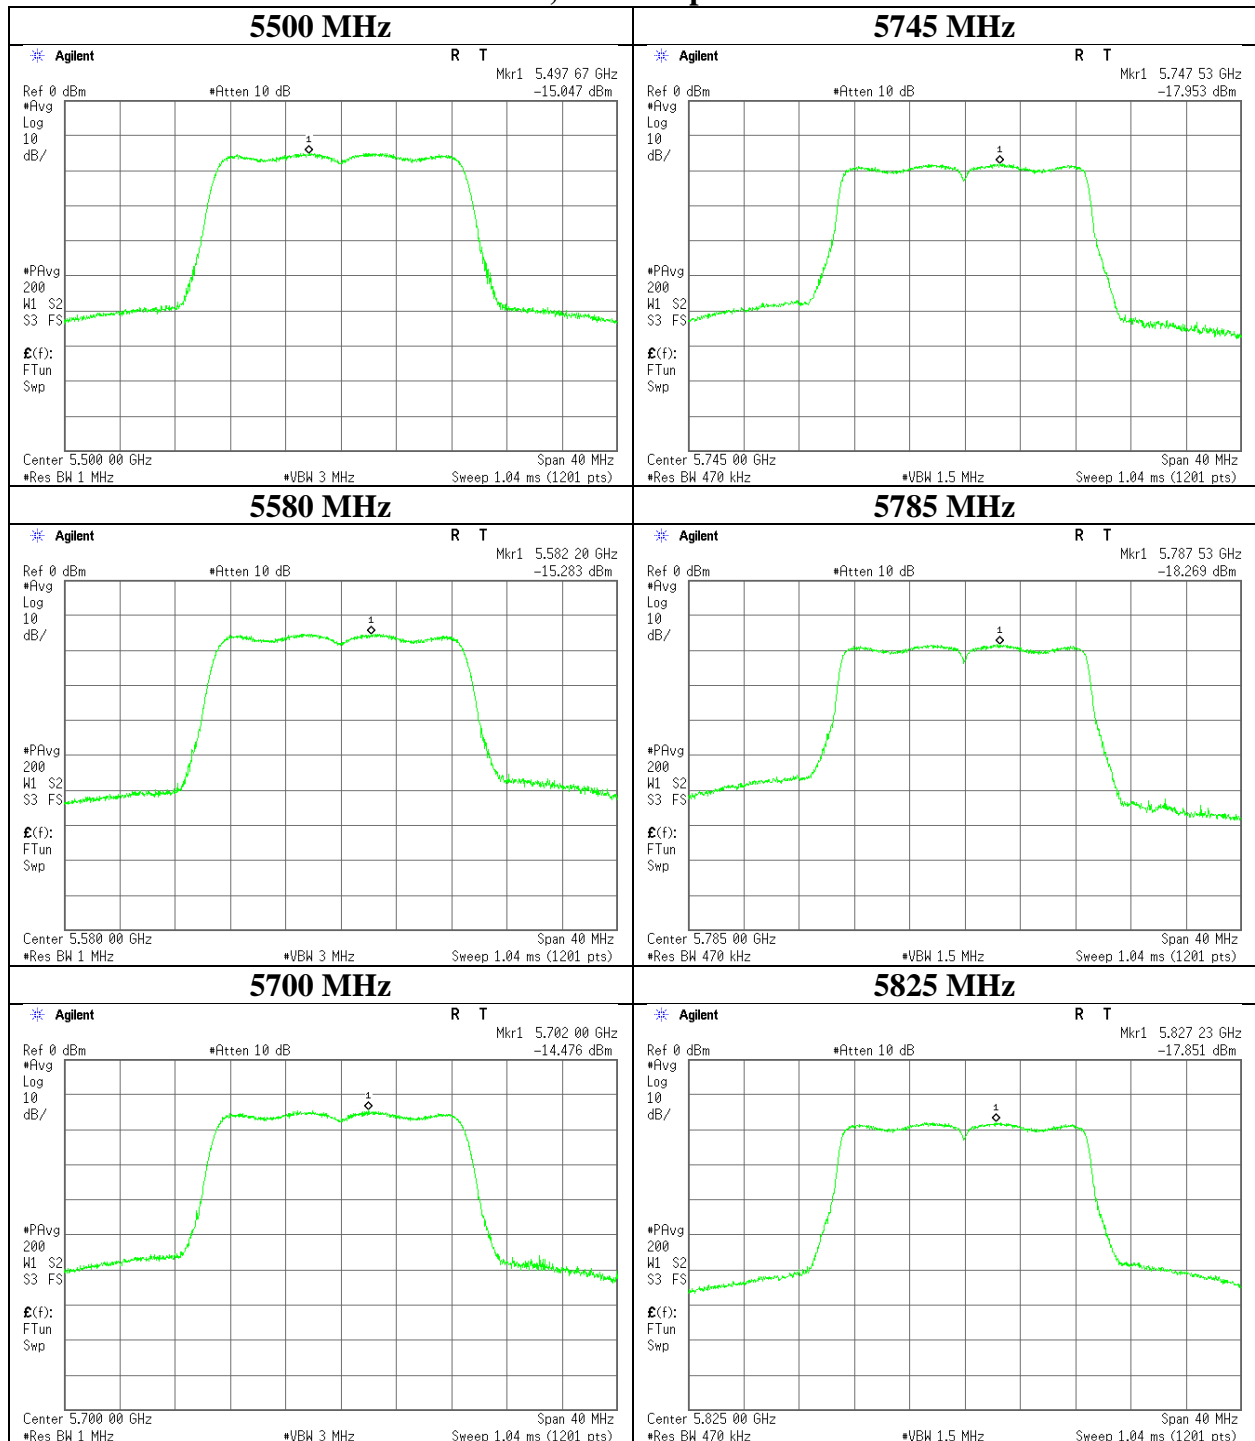 5500 MHz
Agilent
R T
Mkr1 5.497 67 GHz
Ref 0 dBm #Atten 10 dB -15.047 dBm
#Avg
Log
10
dB/
1
#PAvg
200
W1 S2
S3 FS
£(f):
FTun
Swp
Center 5.500 00 GHz Span 40 MHz
#Res BW 1 MHz #VBW 3 MHz Sweep 1.04 ms (1201 pts)
5745 MHz
Agilent
R T
Mkr1 5.747 53 GHz
Ref 0 dBm #Atten 10 dB -17.953 dBm
#Avg
Log
10
dB/
1
#PAvg
200
W1 S2
S3 FS
£(f):
FTun
Swp
Center 5.745 00 GHz Span 40 MHz
#Res BW 470 kHz #VBW 1.5 MHz Sweep 1.04 ms (1201 pts)
5580 MHz
Agilent
R T
Mkr1 5.582 20 GHz
Ref 0 dBm #Atten 10 dB -15.283 dBm
#Avg
Log
10
dB/
1
#PAvg
200
W1 S2
S3 FS
£(f):
FTun
Swp
Center 5.580 00 GHz Span 40 MHz
#Res BW 1 MHz #VBW 3 MHz Sweep 1.04 ms (1201 pts)
5785 MHz
Agilent
R T
Mkr1 5.787 53 GHz
Ref 0 dBm #Atten 10 dB -18.269 dBm
#Avg
Log
10
dB/
1
#PAvg
200
W1 S2
S3 FS
£(f):
FTun
Swp
Center 5.785 00 GHz Span 40 MHz
#Res BW 470 kHz #VBW 1.5 MHz Sweep 1.04 ms (1201 pts)
5700 MHz
Agilent
R T
Mkr1 5.702 00 GHz
Ref 0 dBm #Atten 10 dB -14.476 dBm
#Avg
Log
10
dB/
1
#PAvg
200
W1 S2
S3 FS
£(f):
FTun
Swp
Center 5.700 00 GHz Span 40 MHz
#Res BW 1 MHz #VBW 3 MHz Sweep 1.04 ms (1201 pts)
5825 MHz
Agilent
R T
Mkr1 5.827 23 GHz
Ref 0 dBm #Atten 10 dB -17.851 dBm
#Avg
Log
10
dB/
1
#PAvg
200
W1 S2
S3 FS
£(f):
FTun
Swp
Center 5.825 00 GHz Span 40 MHz
#Res BW 470 kHz #VBW 1.5 MHz Sweep 1.04 ms (1201 pts)